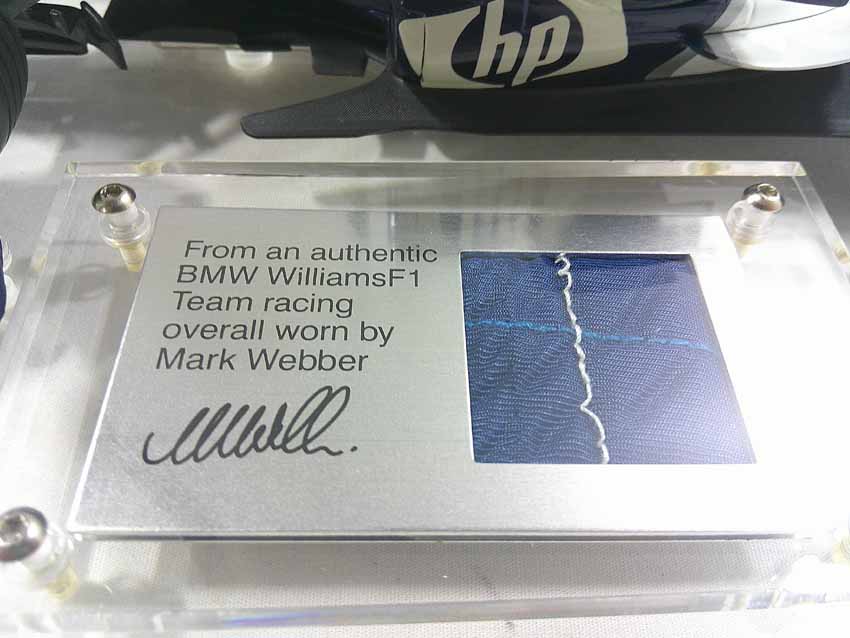 hp
From an authentic
BMW WilliamsF1
Team racing
overall worn by
Mark Webber